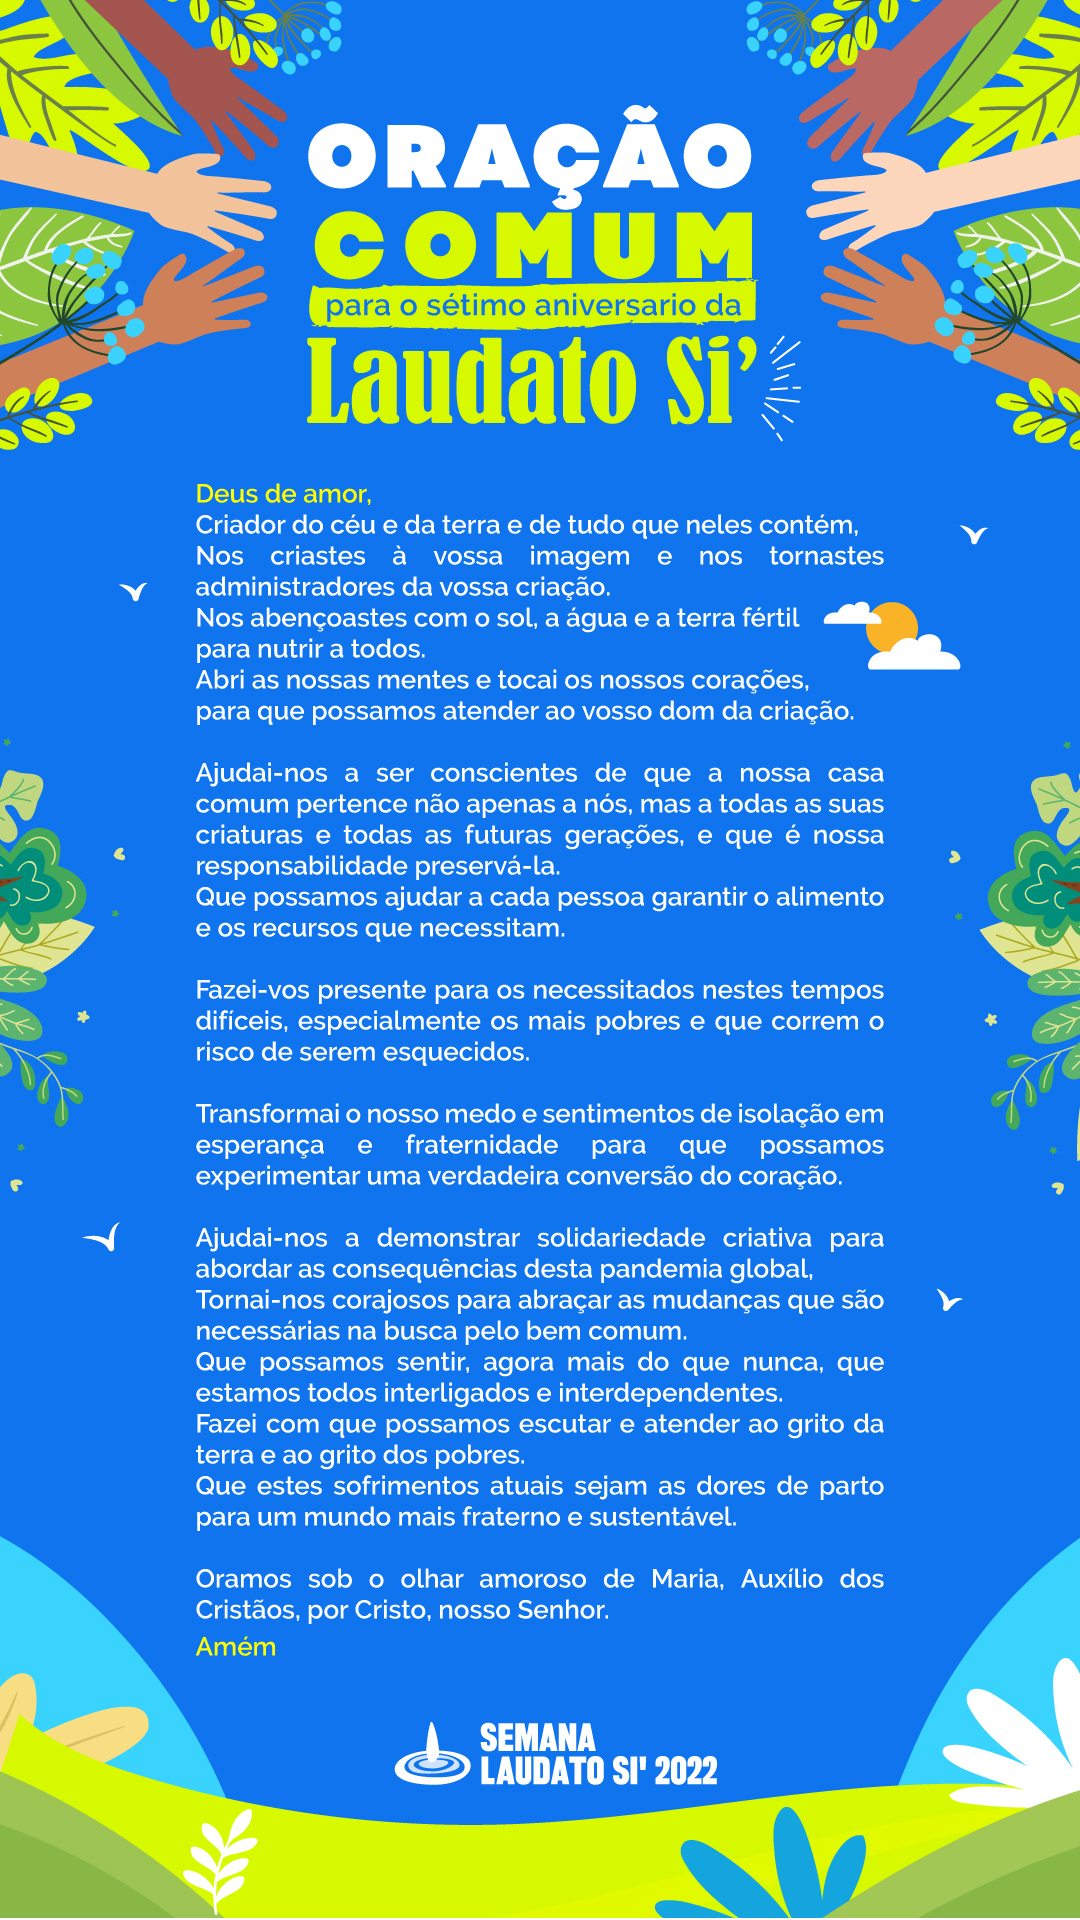 ORAÇÃO
COMUM
para o sétimo aniversario da
Laudato Si’
Deus de amor,
Criador do céu e da terra e de tudo que neles contém,
Nos criastes à vossa imagem e nos tornastes
administradores da vossa criação.
Nos abençoastes com o sol, a água e a terra fértil
para nutrir a todos.
Abri as nossas mentes e tocai os nossos corações,
para que possamos atender ao vosso dom da criação.
Ajudai-nos a ser conscientes de que a nossa casa
comum pertence não apenas a nós, mas a todas as suas
criaturas e todas as futuras gerações, e que é nossa
responsabilidade preservá-la.
Que possamos ajudar a cada pessoa garantir o alimento
e os recursos que necessitam.
Fazei-vos presente para os necessitados nestes tempos
difíceis, especialmente os mais pobres e que correm o
risco de serem esquecidos.
Transformai o nosso medo e sentimentos de isolação em
esperança e fraternidade para que possamos
experimentar uma verdadeira conversão do coração.
Ajudai-nos a demonstrar solidariedade criativa para
abordar as consequências desta pandemia global,
Tornai-nos corajosos para abraçar as mudanças que são
necessárias na busca pelo bem comum.
Que possamos sentir, agora mais do que nunca, que
estamos todos interligados e interdependentes.
Fazei com que possamos escutar e atender ao grito da
terra e ao grito dos pobres.
Que estes sofrimentos atuais sejam as dores de parto
para um mundo mais fraterno e sustentável.
Oramos sob o olhar amoroso de Maria, Auxílio dos
Cristãos, por Cristo, nosso Senhor.
Amém
SEMANA
LAUDATO SI' 2022